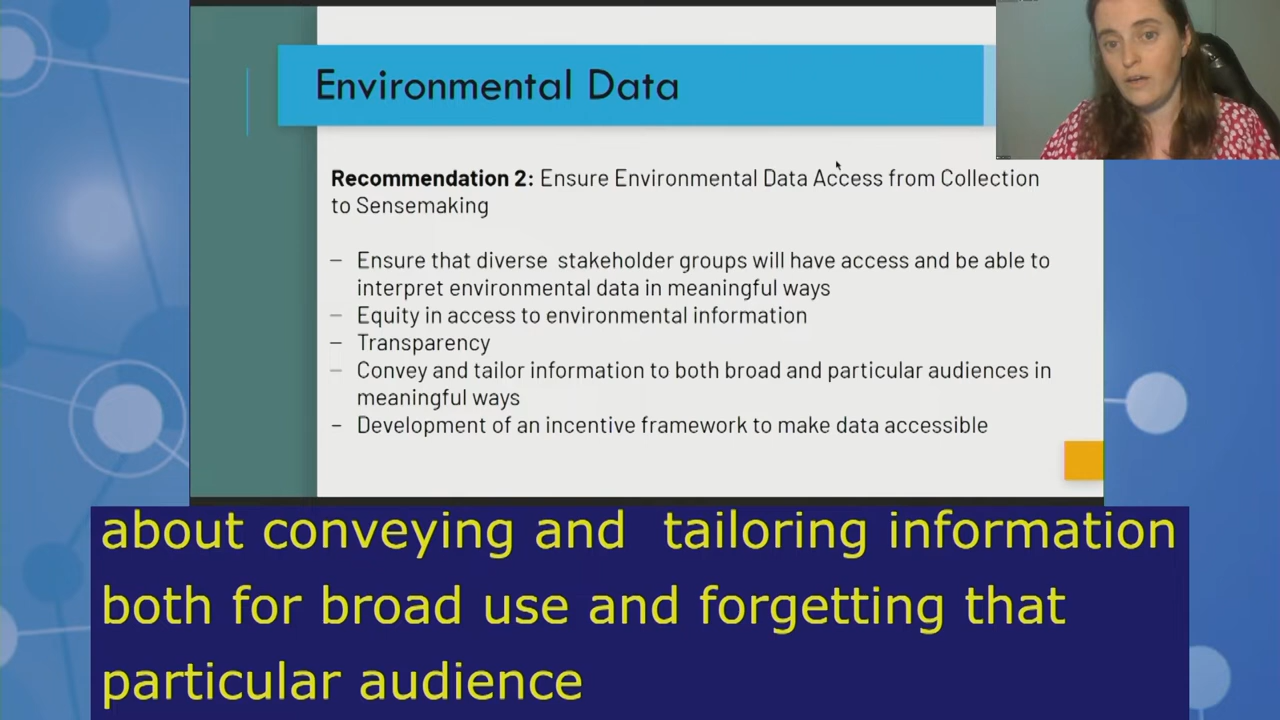 Environmental Data
Recommendation 2: Ensure Environmental Data Access from Collection
to Sensemaking
– Ensure that diverse stakeholder groups will have access and be able to
interpret environmental data in meaningful ways
– Equity in access to environmental information
– Transparency
– Convey and tailor information to both broad and particular audiences in
meaningful ways
– Development of an incentive framework to make data accessible
about conveying and tailoring information
both for broad use and forgetting that
particular audience